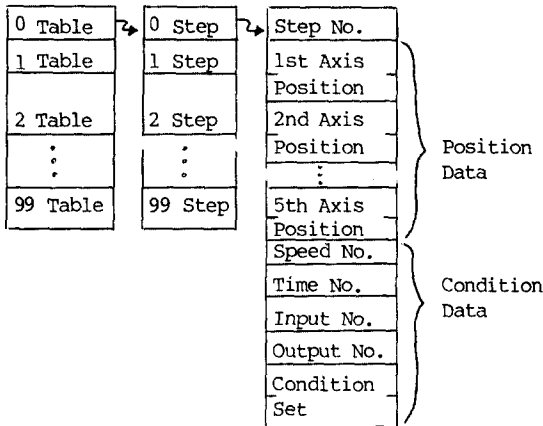 0 Table
1 Table
2 Table
99 Table
0 Step
1 Step
2 Step
99 Step
Step No.
1st Axis
Position
2nd Axis
Position
5th Axis
Position
Speed No.
Time No.
Input No.
Output No.
Condition
Set
Position
Data
Condition
Data